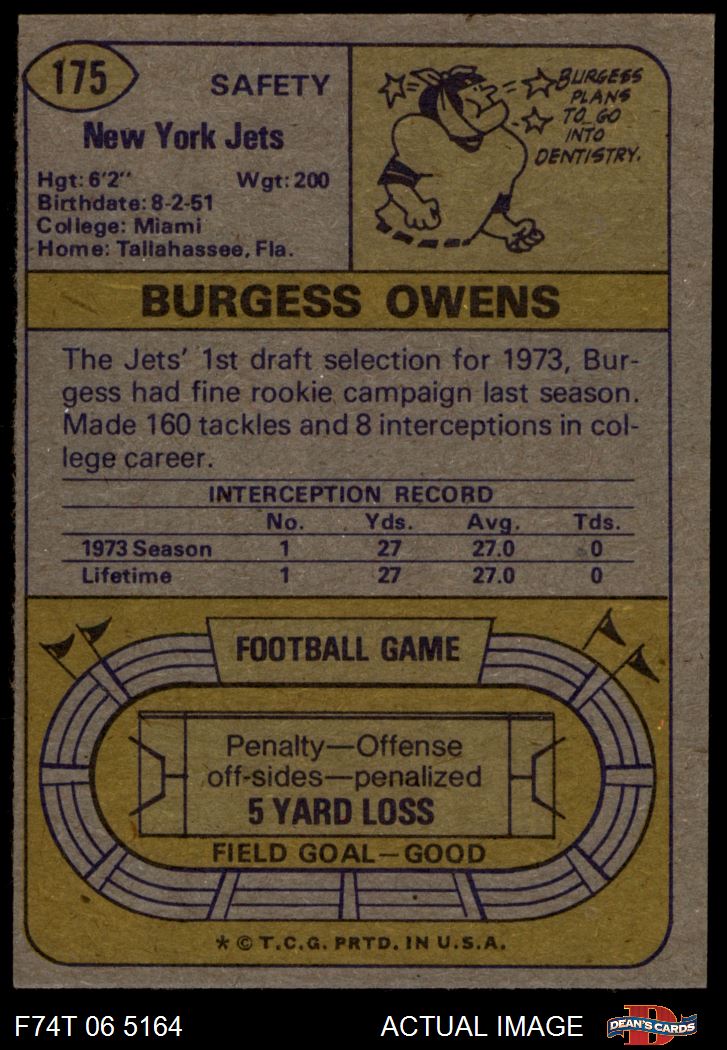 175
SAFETY
New York Jets
Hgt: 6'2" Wgt: 200
Birthdate: 8-2-51
College: Miami
Home: Tallahassee, Fla.
BURGESS
PLANS
TO GO
INTO
DENTISTRY.
BURGESS OWENS
The Jets' 1st draft selection for 1973, Bur-
gess had fine rookie campaign last season.
Made 160 tackles and 8 interceptions in col-
lege career.
INTERCEPTION RECORD
No. Yds. Avg. Tds.
1973 Season 1 27 27.0 0
Lifetime 1 27 27.0 0
FOOTBALL GAME
Penalty—Offense
off-sides—penalized
5 YARD LOSS
FIELD GOAL—GOOD
* © T.C.G. PRTD. IN U.S.A.
F74T 06 5164 ACTUAL IMAGE
D
DEAN'S CARDS